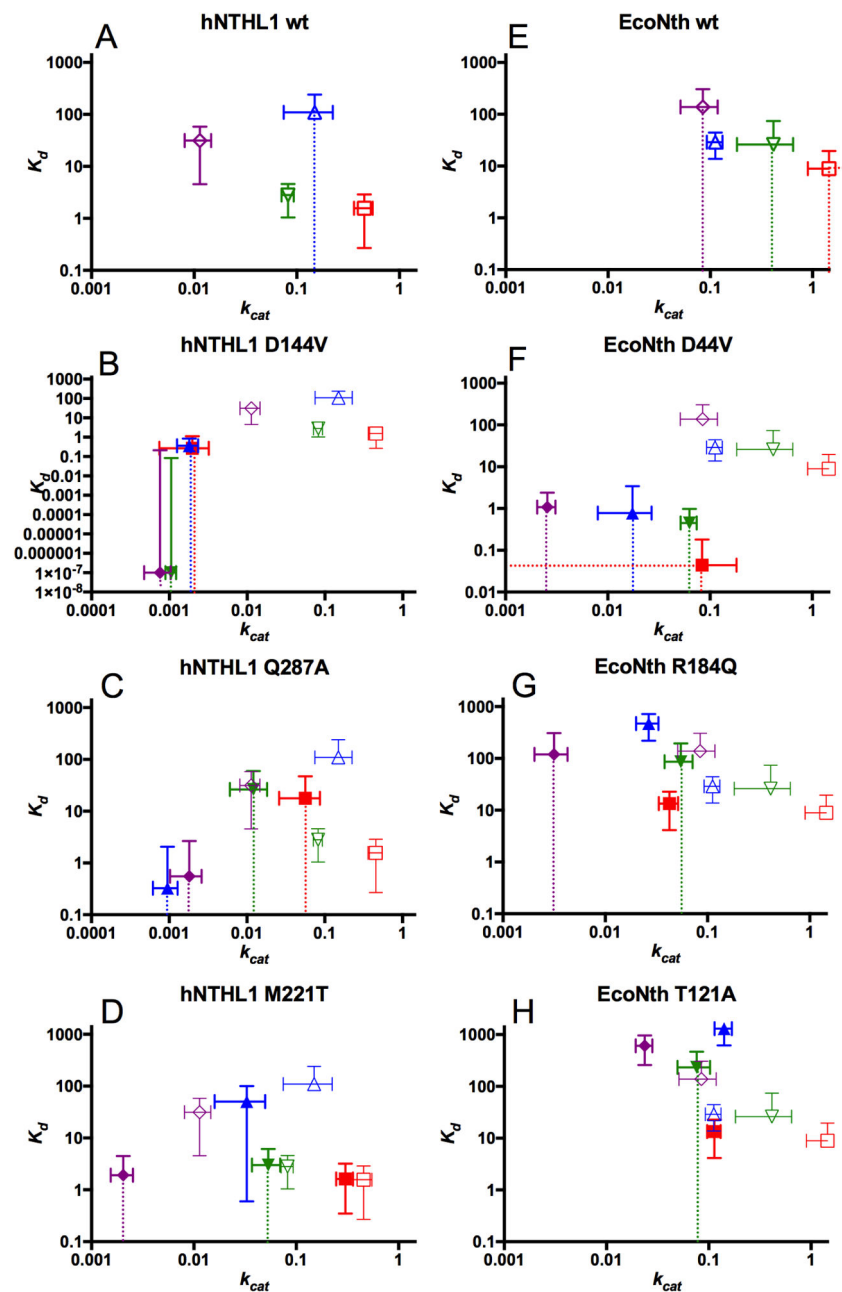 A
hNTHL1 wt
1000
100
10
1
0.1
Kd
0.001
0.01
0.1
1
kcat
E
EcoNth wt
1000
100
10
1
0.1
Kd
0.001
0.01
0.1
1
kcat
B
hNTHL1 D144V
1000
100
10
1
0.1
0.01
0.001
0.0001
0.00001
0.000001
1×10-7
1×10-8
Kd
0.0001
0.001
0.01
0.1
1
kcat
F
EcoNth D44V
1000
100
10
1
0.1
0.01
Kd
0.001
0.01
0.1
1
kcat
C
hNTHL1 Q287A
1000
100
10
1
0.1
Kd
0.0001
0.001
0.01
0.1
1
kcat
G
EcoNth R184Q
1000
100
10
1
0.1
Kd
0.001
0.01
0.1
1
kcat
D
hNTHL1 M221T
1000
100
10
1
0.1
Kd
0.001
0.01
0.1
1
kcat
H
EcoNth T121A
1000
100
10
1
0.1
Kd
0.001
0.01
0.1
1
kcat